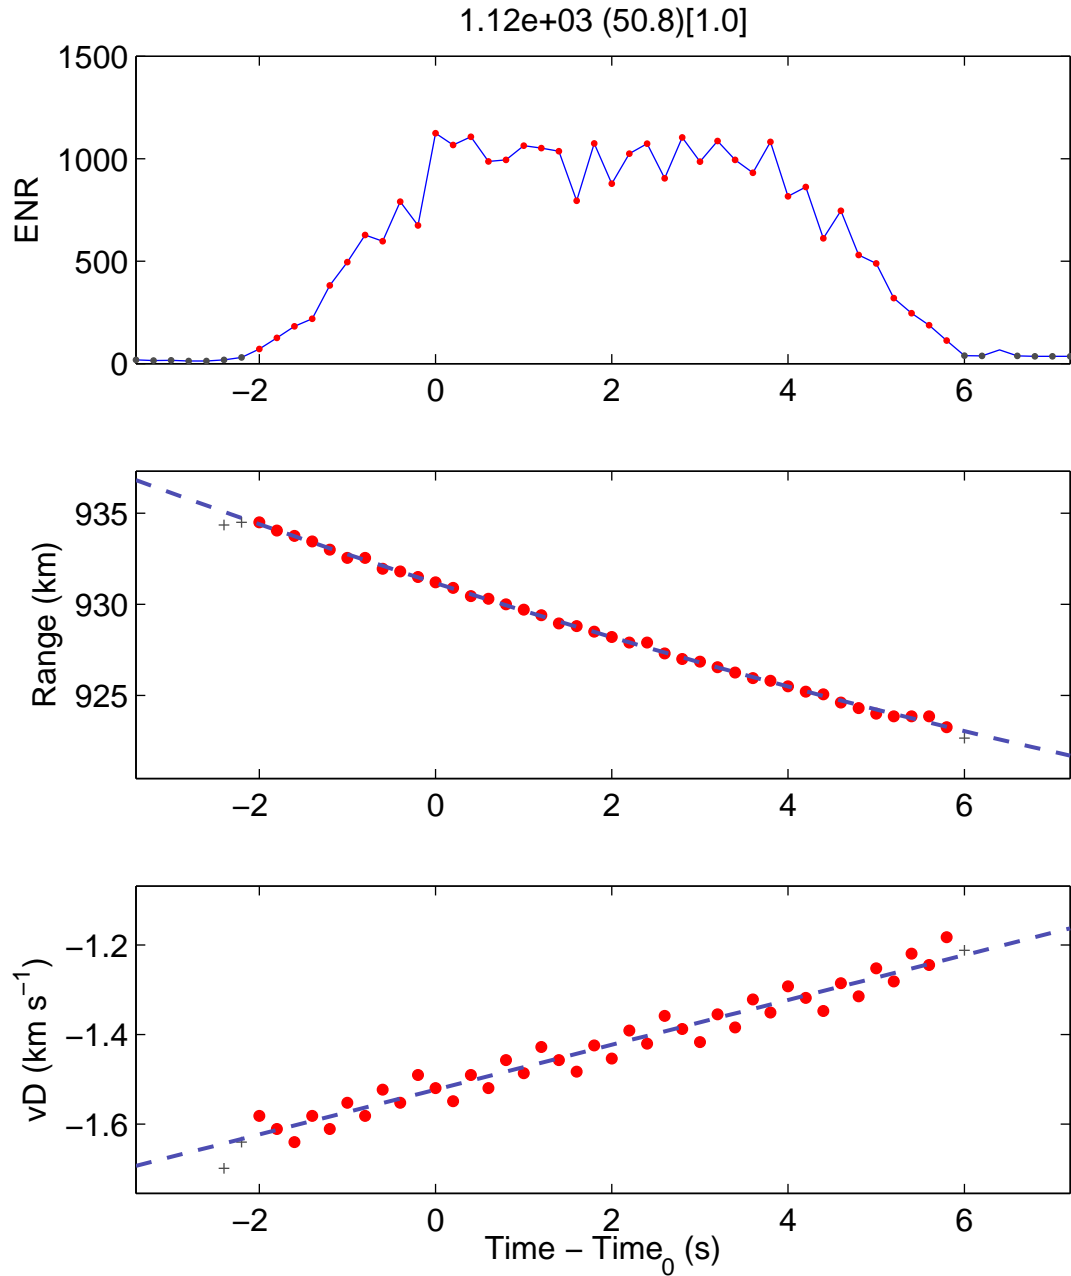 1.12e+03 (50.8)[1.0]
1500
1000
500
0
ENR
−2 0 2 4 6
935
930
925
Range (km)
−2 0 2 4 6
−1.2
−1.4
−1.6
vD (km s⁻¹)
−2 0 2 4 6
Time − Time₀ (s)